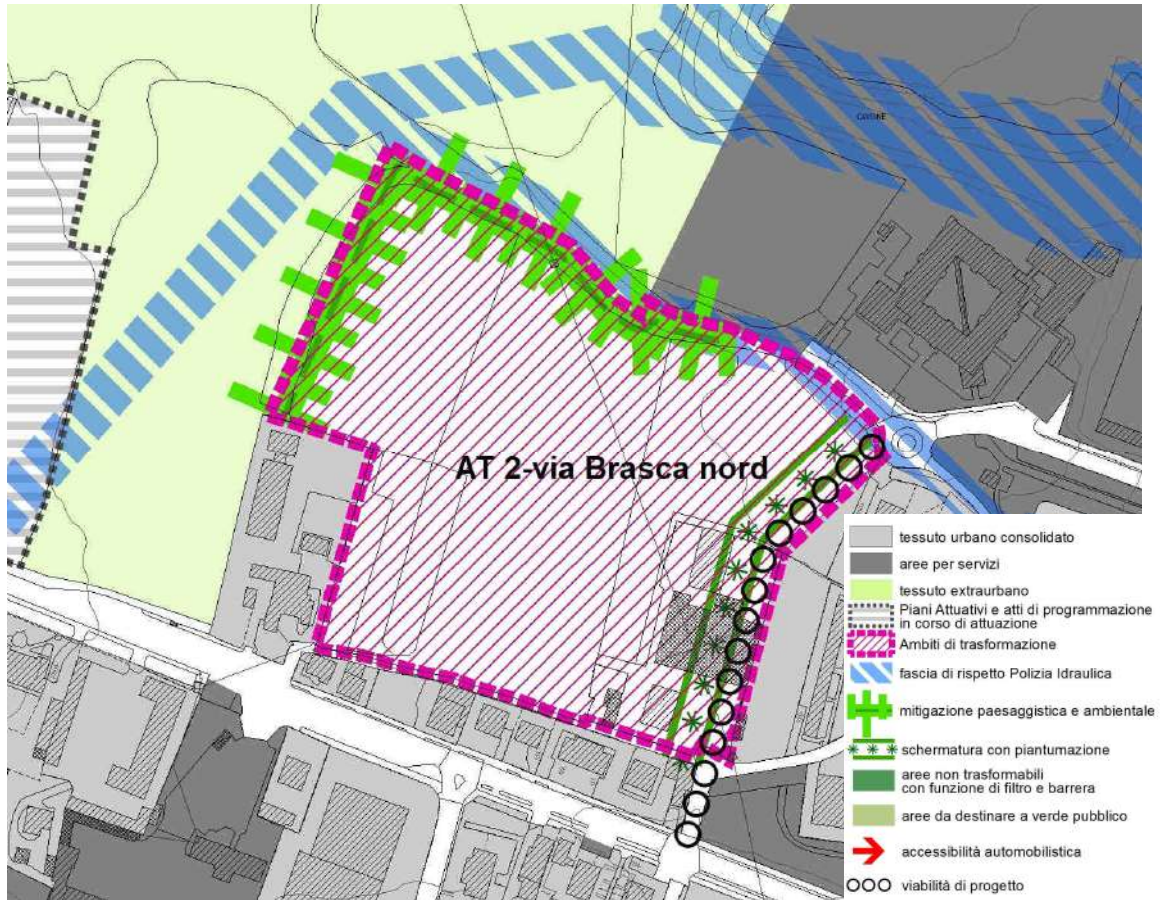 CAVONE
AT 2-via Brasca nord
tessuto urbano consolidato
aree per servizi
tessuto extraurbano
Piani Attuativi e atti di programmazione
in corso di attuazione
Ambiti di trasformazione
fascia di rispetto Polizia Idraulica
mitigazione paesaggistica e ambientale
schermatura con piantumazione
aree non trasformabili
con funzione di filtro e barrera
aree da destinare a verde pubblico
accessibilità automobilistica
viabilità di progetto